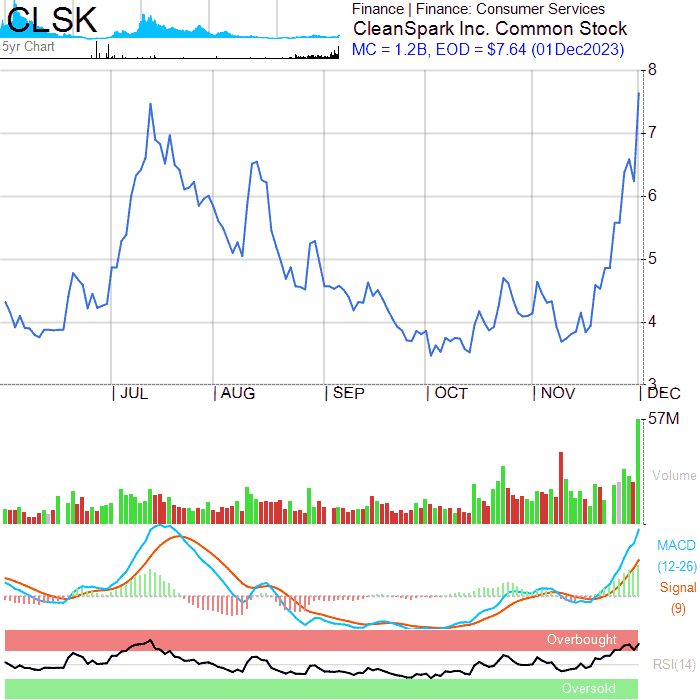 CLSK
5yr Chart
Finance | Finance: Consumer Services
CleanSpark Inc. Common Stock
MC = 1.2B, EOD = $7.64 (01Dec2023)
8
7
6
5
4
3
| JUL | AUG | SEP | OCT | NOV | DEC
57M
Volume
MACD
(12-26)
Signal
(9)
Overbought
RSI(14)
Oversold